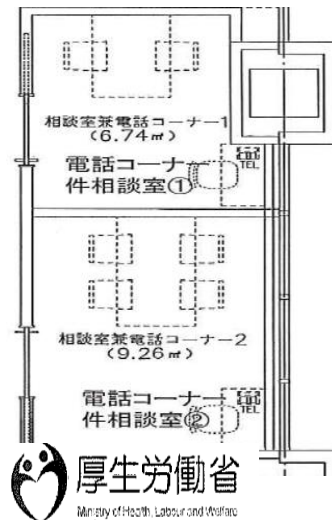 相談室兼電話コーナー1
(6.74㎡)
電話コーナー
件相談室①
TEL
相談室兼電話コーナー2
(9.26㎡)
電話コーナー
件相談室②
TEL
厚生労働省
Ministry of Health, Labour and Welfare